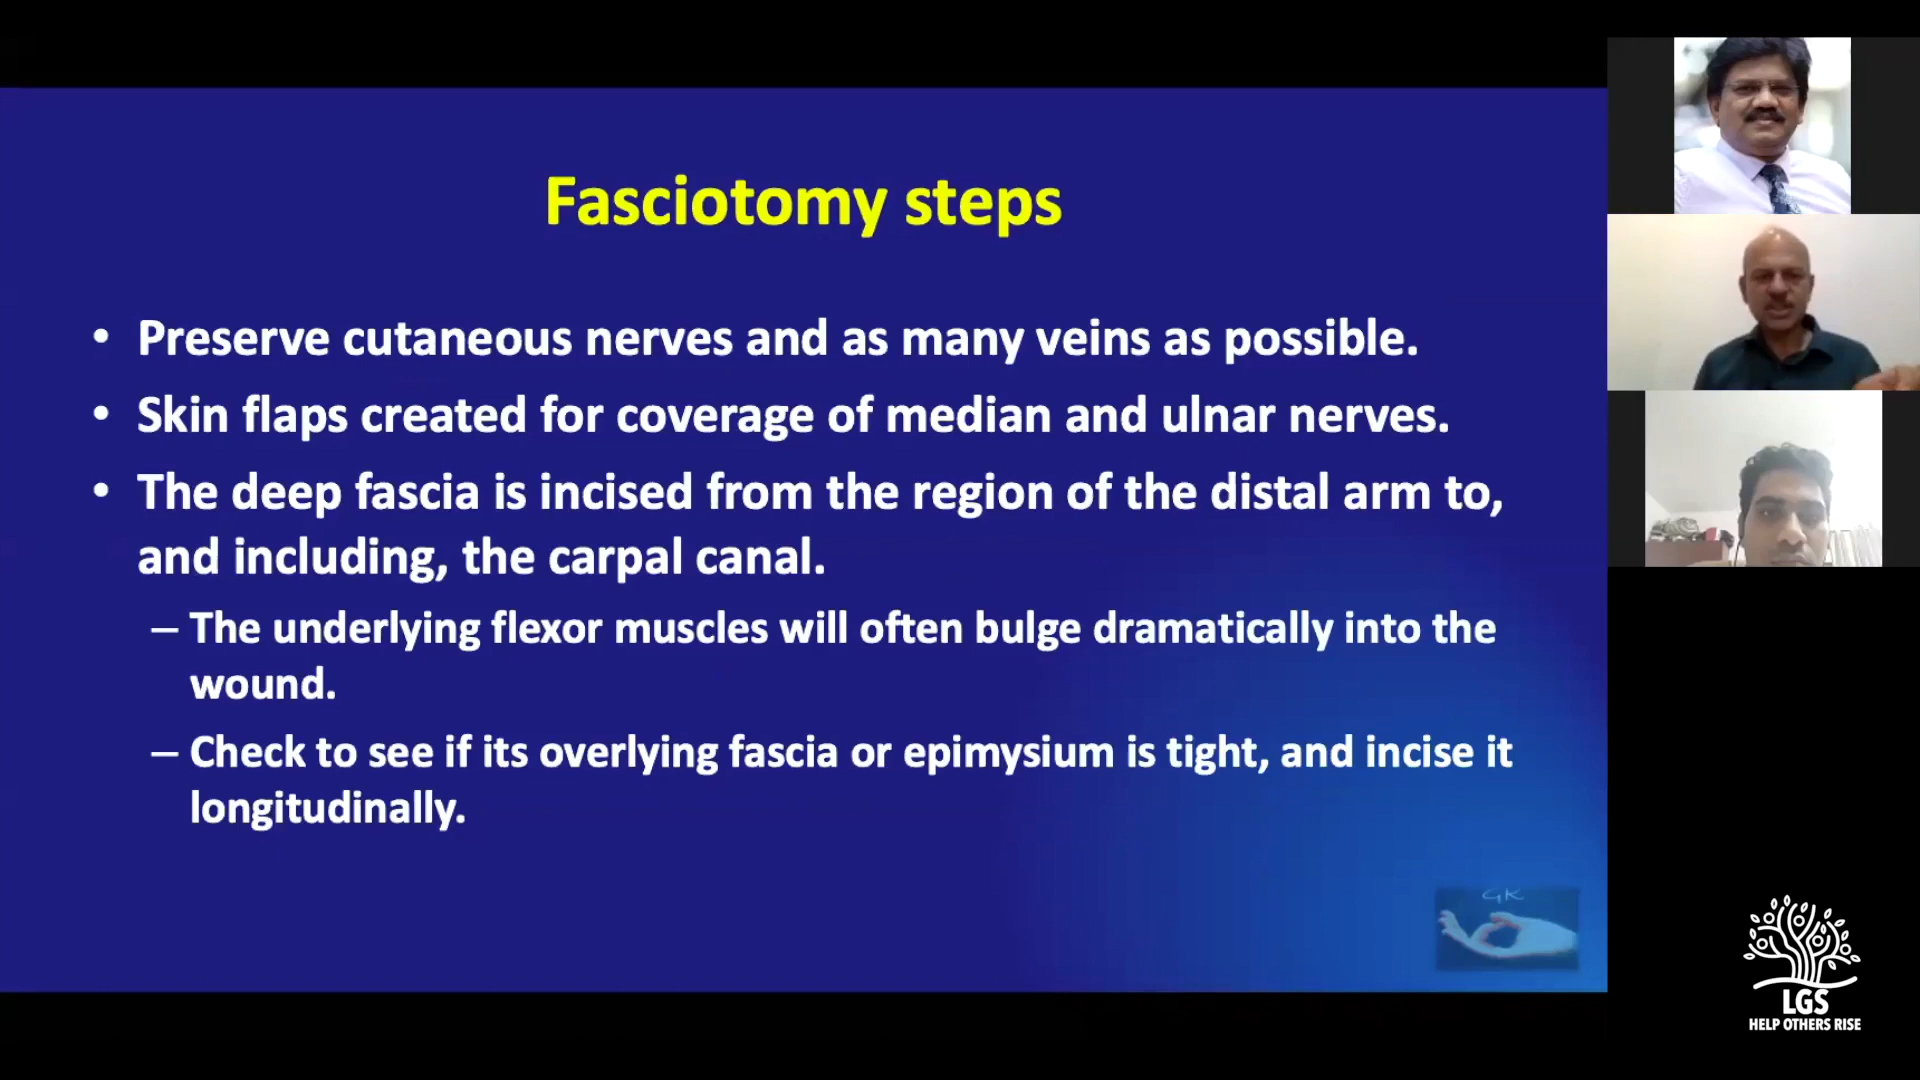 Fasciotomy steps
• Preserve cutaneous nerves and as many veins as possible.
• Skin flaps created for coverage of median and ulnar nerves.
• The deep fascia is incised from the region of the distal arm to,
and including, the carpal canal.
– The underlying flexor muscles will often bulge dramatically into the
wound.
– Check to see if its overlying fascia or epimysium is tight, and incise it
longitudinally.
GK
LGS
HELP OTHERS RISE